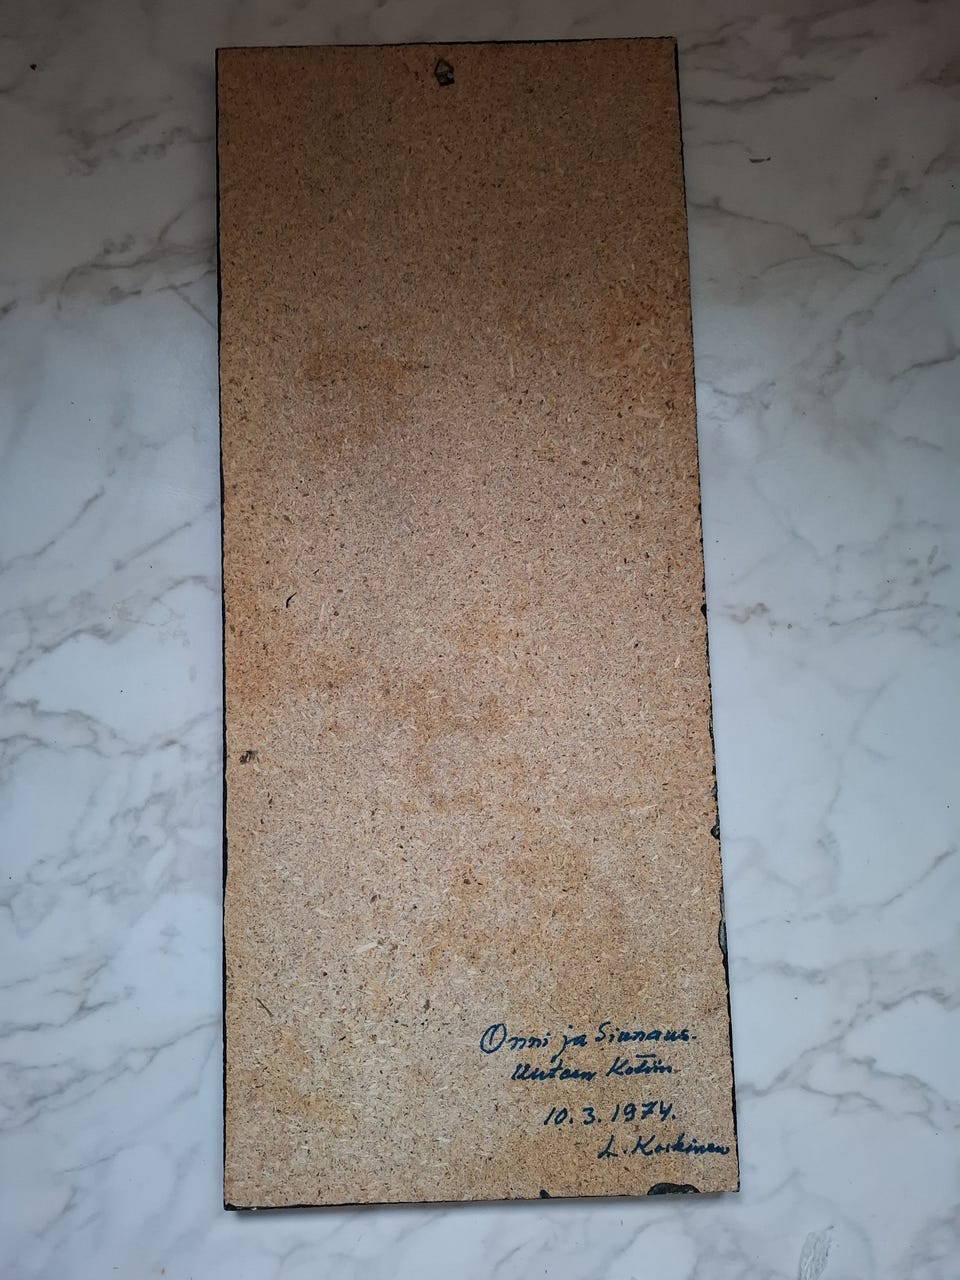 Onni ja Siunaus.
Uuteen Kotiin.
10.3.1974.
L. Koskinen